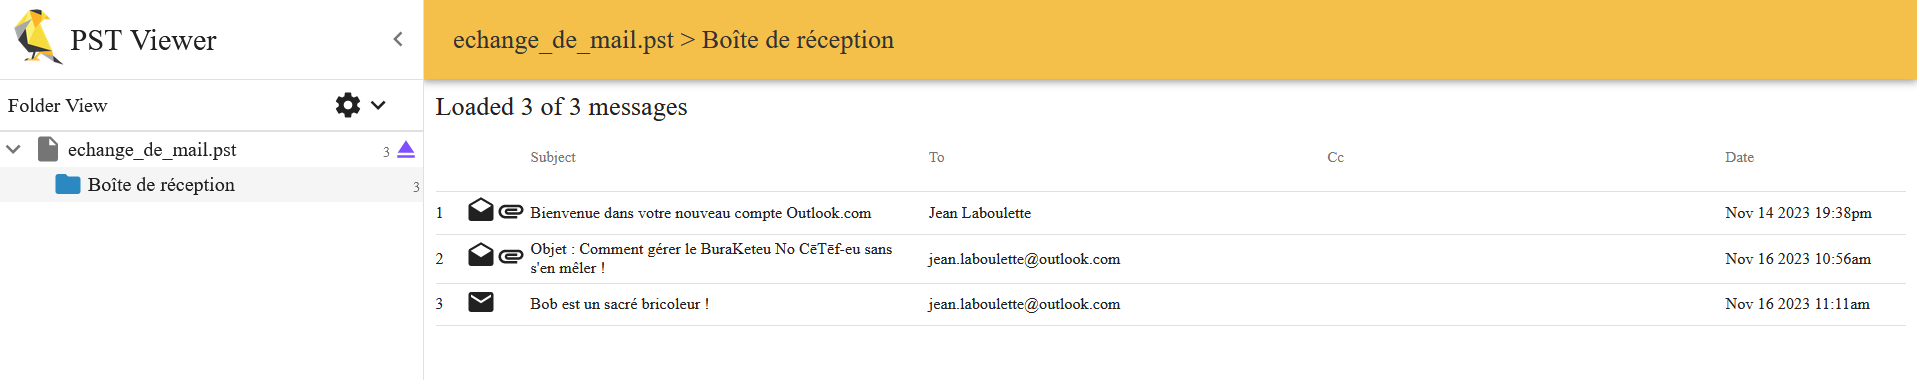 PST Viewer
echange_de_mail.pst > Boîte de réception
Folder View
echange_de_mail.pst 3
Boîte de réception 3
Loaded 3 of 3 messages
Subject To Cc Date
1 Bienvenue dans votre nouveau compte Outlook.com Jean Laboulette Nov 14 2023 19:38pm
2 Objet : Comment gérer le BuraKeteu No CēTēf-eu sans
s'en mêler ! jean.laboulette@outlook.com Nov 16 2023 10:56am
3 Bob est un sacré bricoleur ! jean.laboulette@outlook.com Nov 16 2023 11:11am